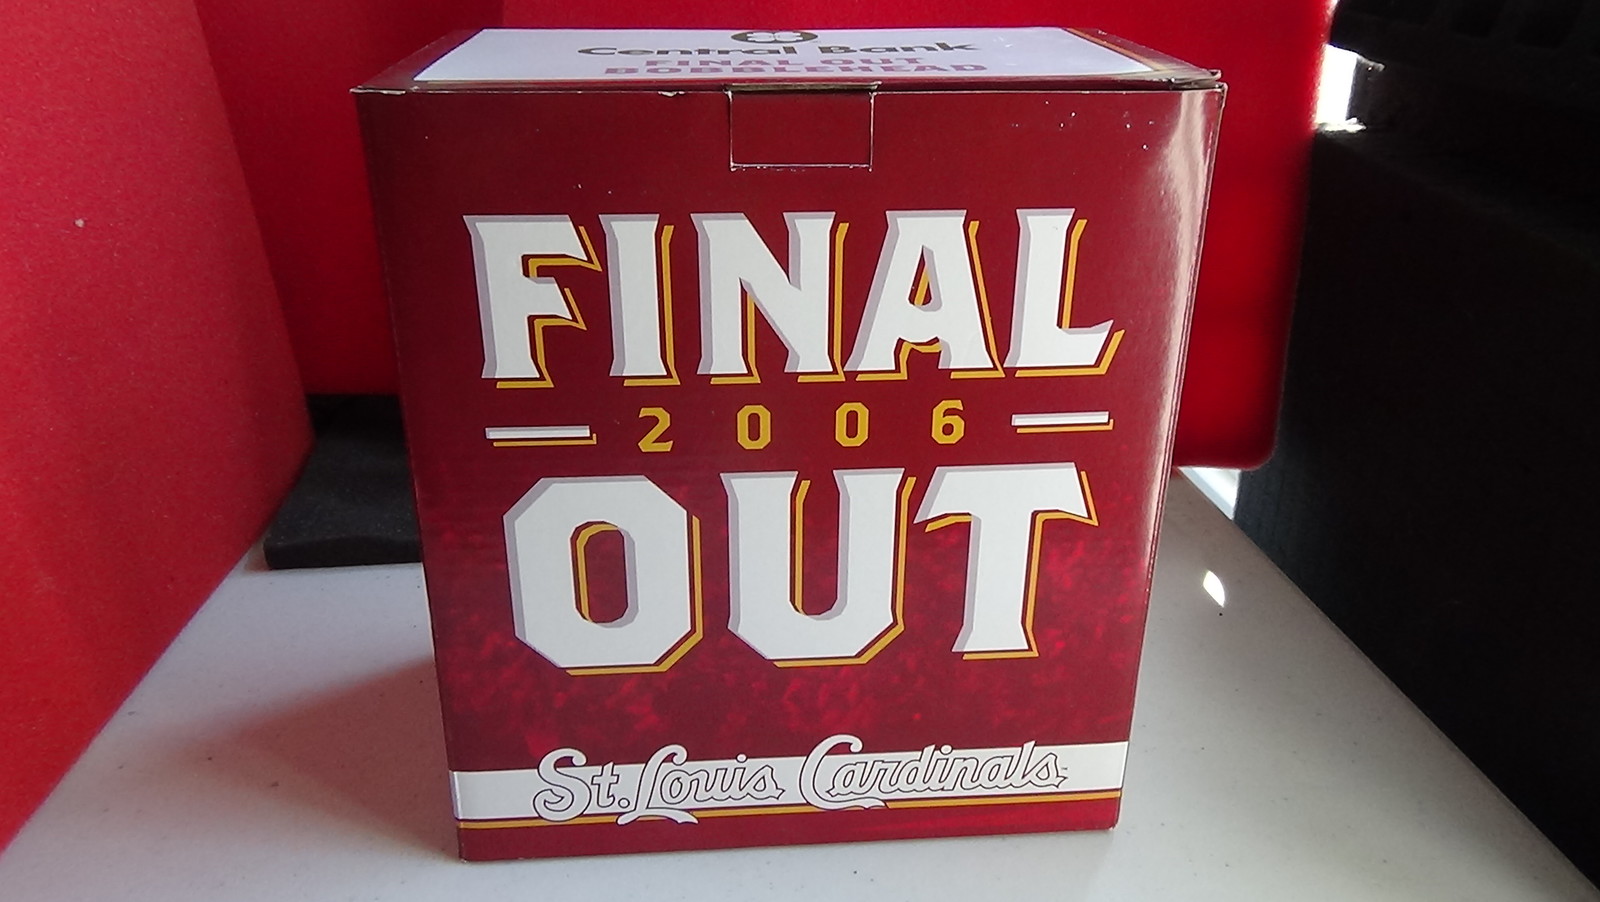 Central Bank
FINAL OUT
BOBBLEHEAD
FINAL
2006
OUT
St. Louis Cardinals